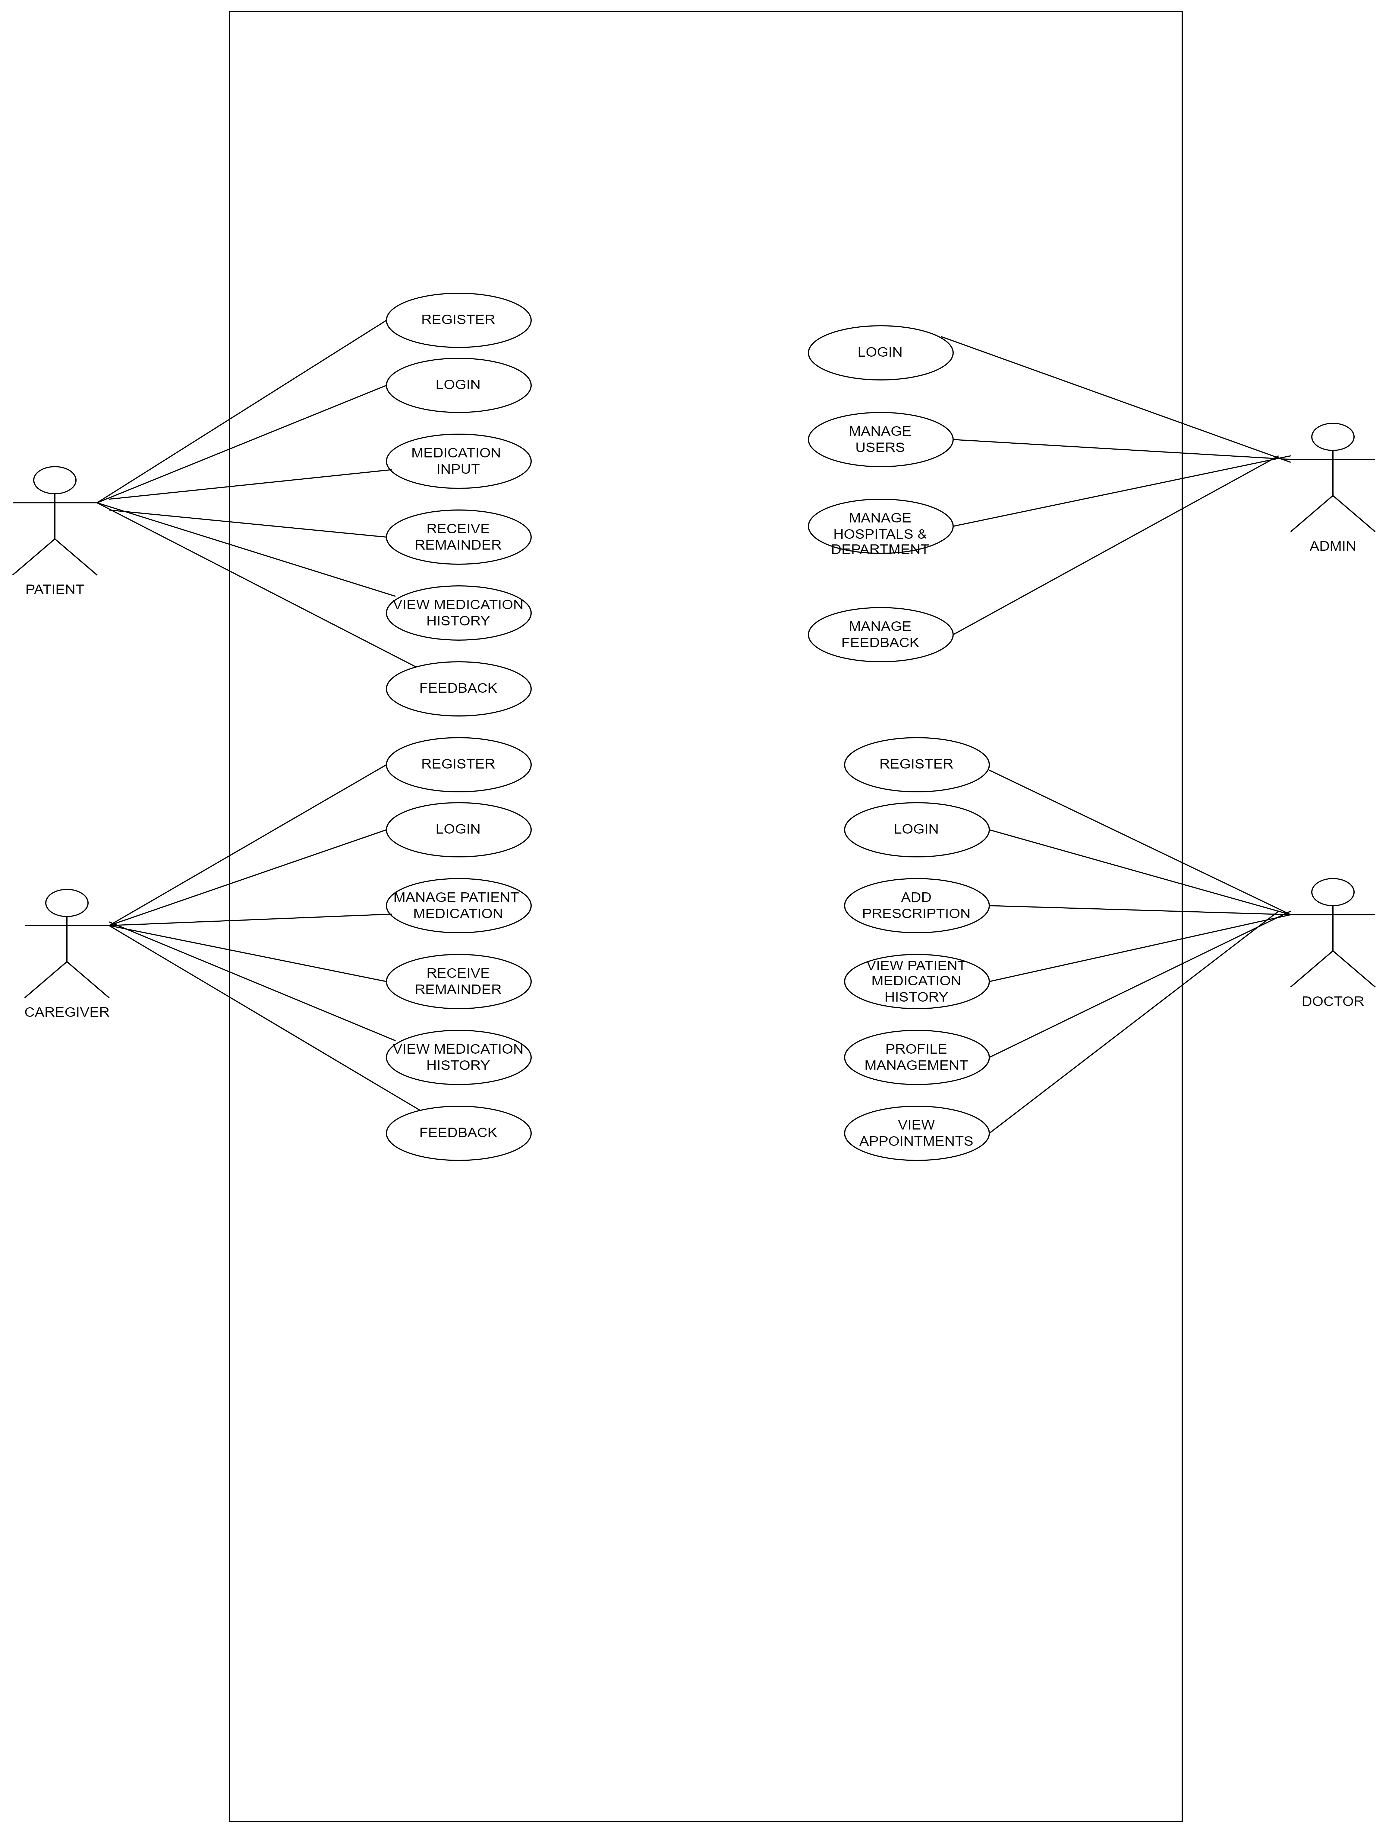 REGISTER
LOGIN
MEDICATION
INPUT
RECEIVE
REMAINDER
VIEW MEDICATION
HISTORY
FEEDBACK
PATIENT
LOGIN
MANAGE
USERS
MANAGE
HOSPITALS &
DEPARTMENT
MANAGE
FEEDBACK
ADMIN
REGISTER
LOGIN
MANAGE PATIENT
MEDICATION
RECEIVE
REMAINDER
VIEW MEDICATION
HISTORY
FEEDBACK
CAREGIVER
REGISTER
LOGIN
ADD
PRESCRIPTION
VIEW PATIENT
MEDICATION
HISTORY
PROFILE
MANAGEMENT
VIEW
APPOINTMENTS
DOCTOR